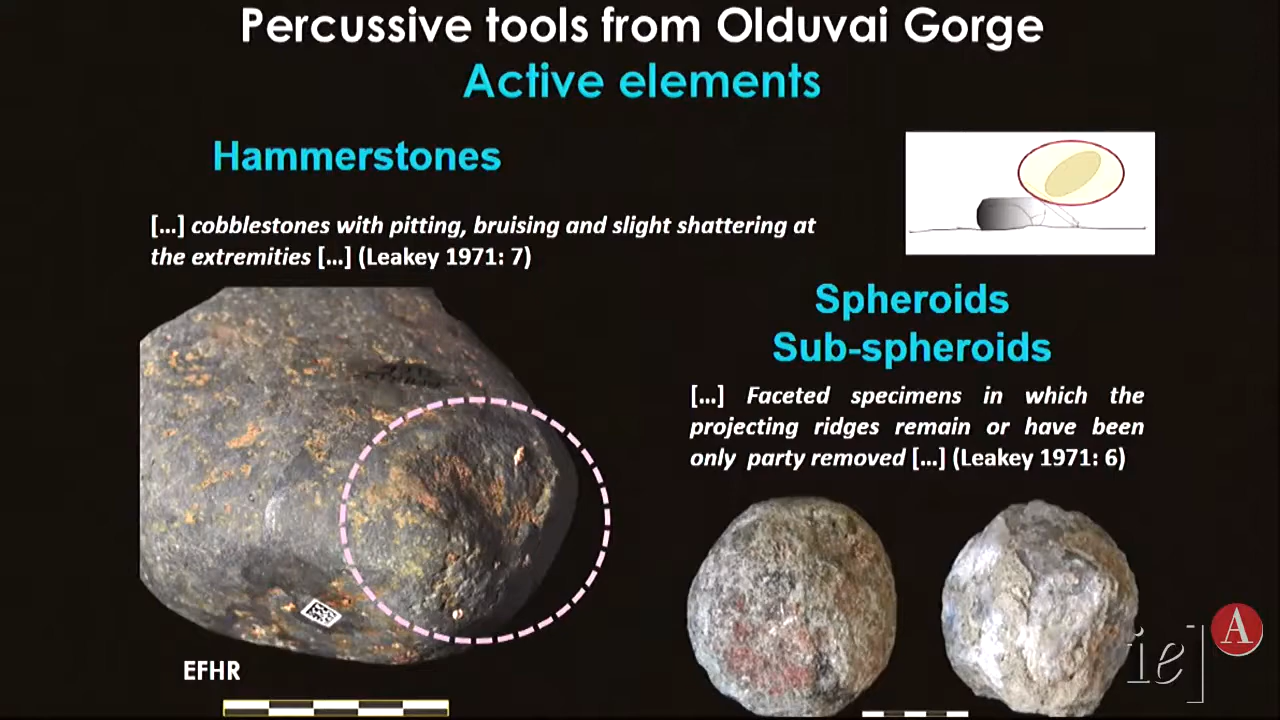 Percussive tools from Olduvai Gorge
Active elements
Hammerstones
[...] cobblestones with pitting, bruising and slight shattering at
the extremities [...] (Leakey 1971: 7)
Spheroids
Sub-spheroids
[...] Faceted specimens in which the
projecting ridges remain or have been
only party removed [...] (Leakey 1971: 6)
EFHR
ie]
A